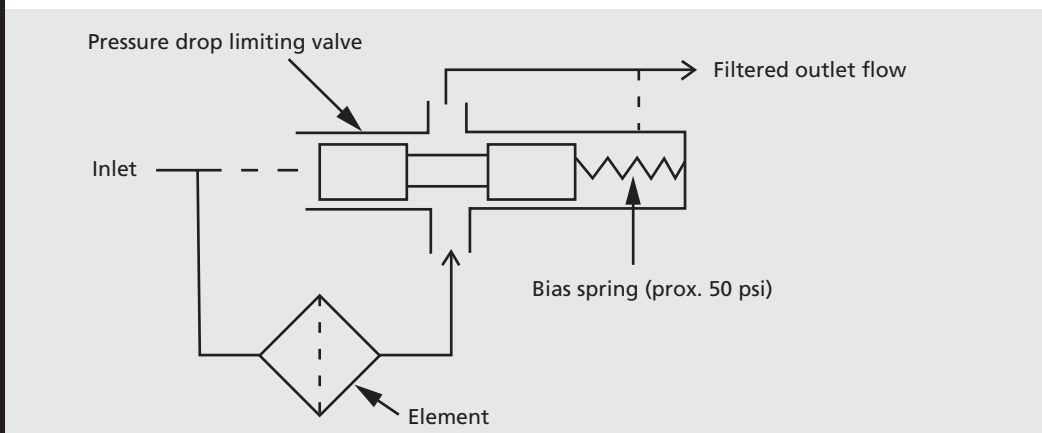 Pressure drop limiting valve
Filtered outlet flow
Inlet
Bias spring (prox. 50 psi)
Element